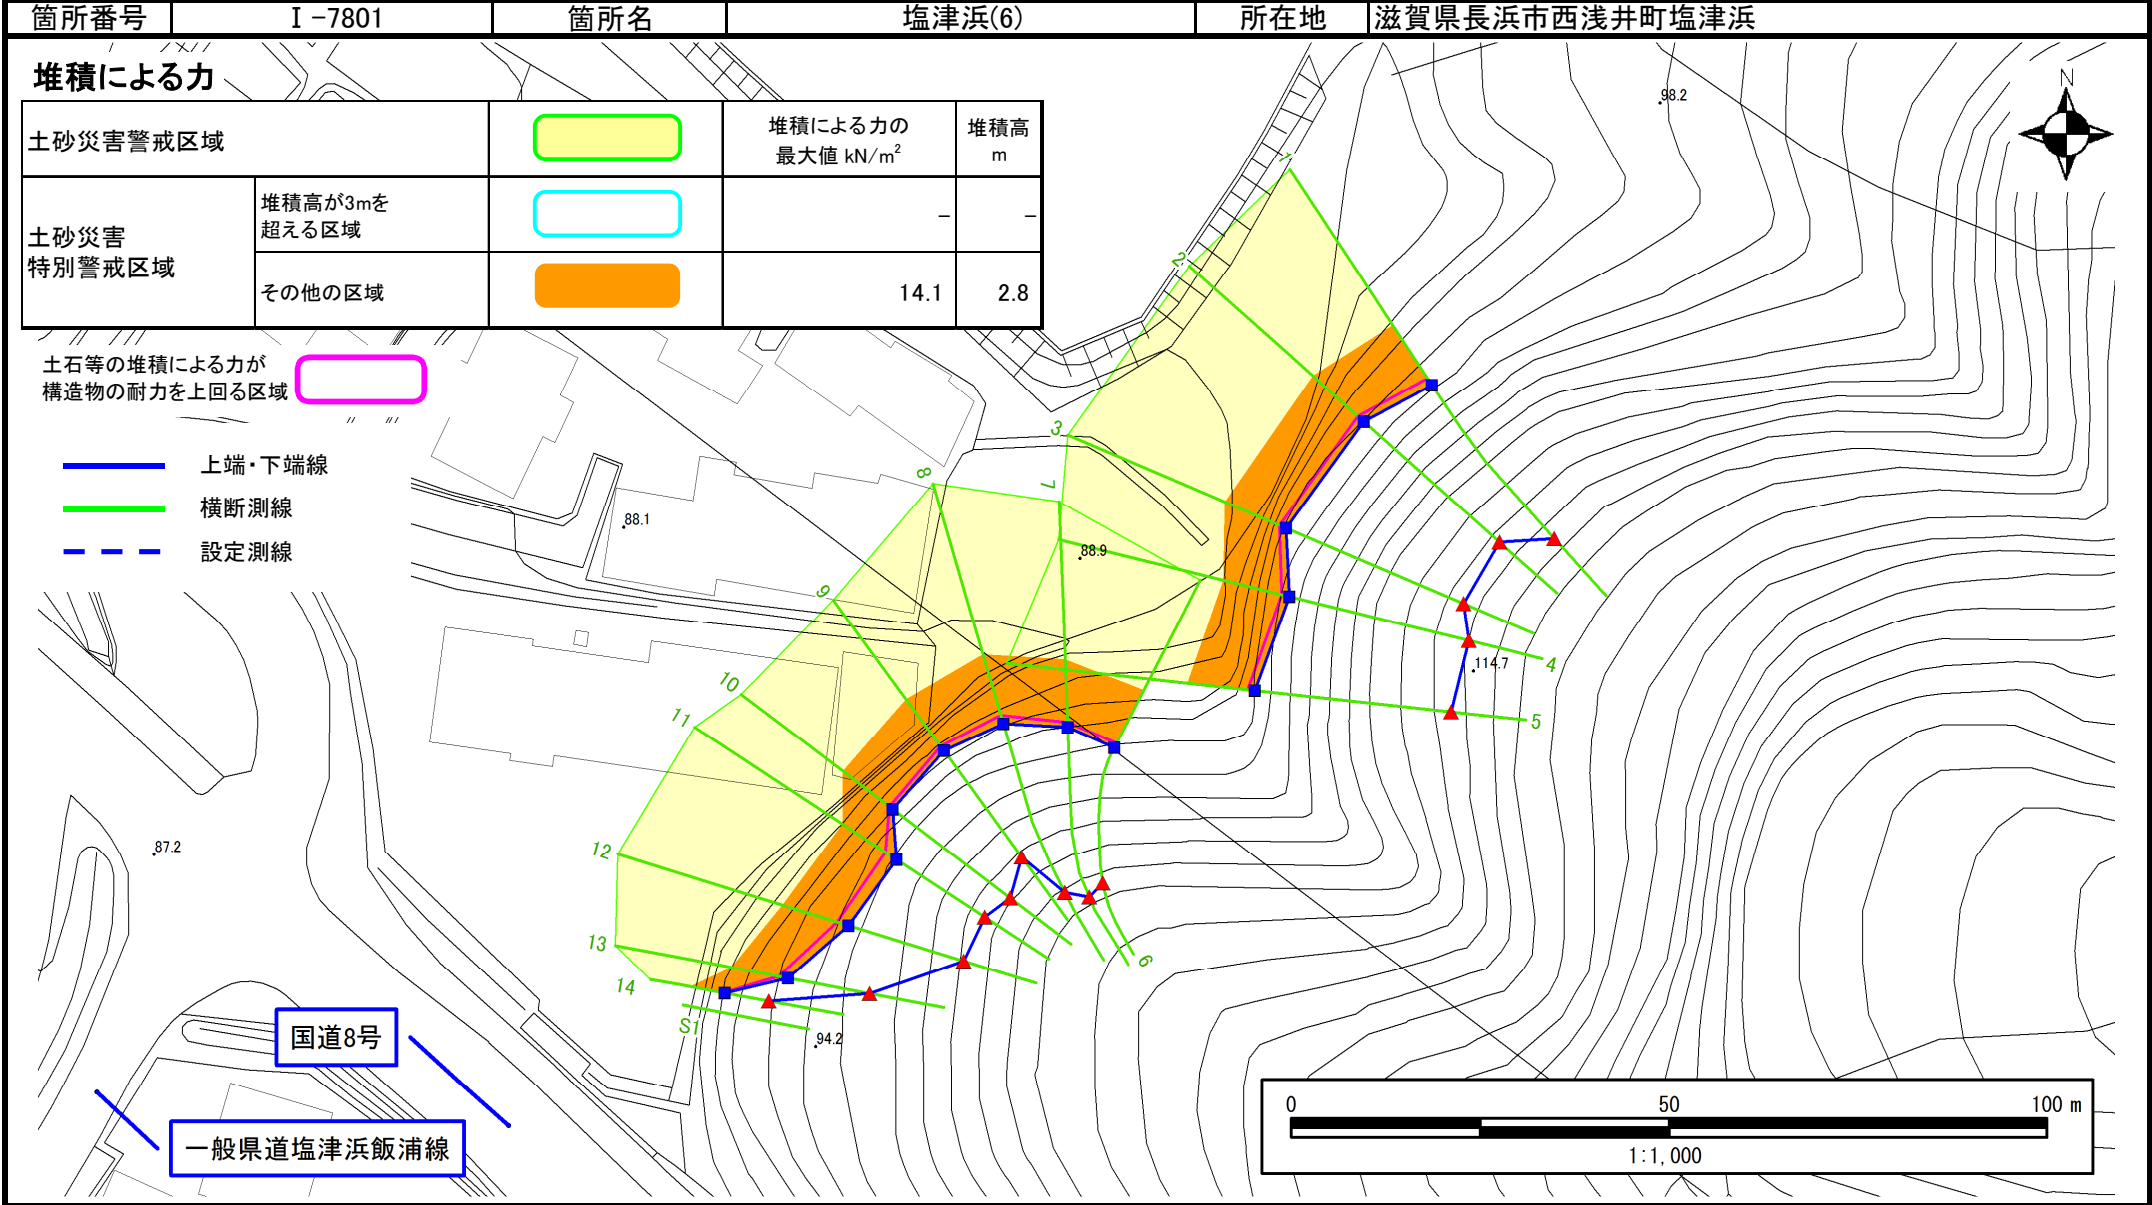 箇所番号 Ⅰ-7801 箇所名 塩津浜(6) 所在地 滋賀県長浜市西浅井町塩津浜
堆積による力
土砂災害警戒区域
堆積による力の
最大値 kN/m²
堆積高
m
土砂災害
特別警戒区域
堆積高が3mを
超える区域
- -
その他の区域 14.1 2.8
土石等の堆積による力が
構造物の耐力を上回る区域
上端・下端線
横断測線
設定測線
N
98.2
1
2
3
7
8
88.1
88.9
9
10
11
4
114.7
5
12
87.2
13
6
14
S1
94.2
国道8号
一般県道塩津浜飯浦線
0 50 100 m
1:1,000